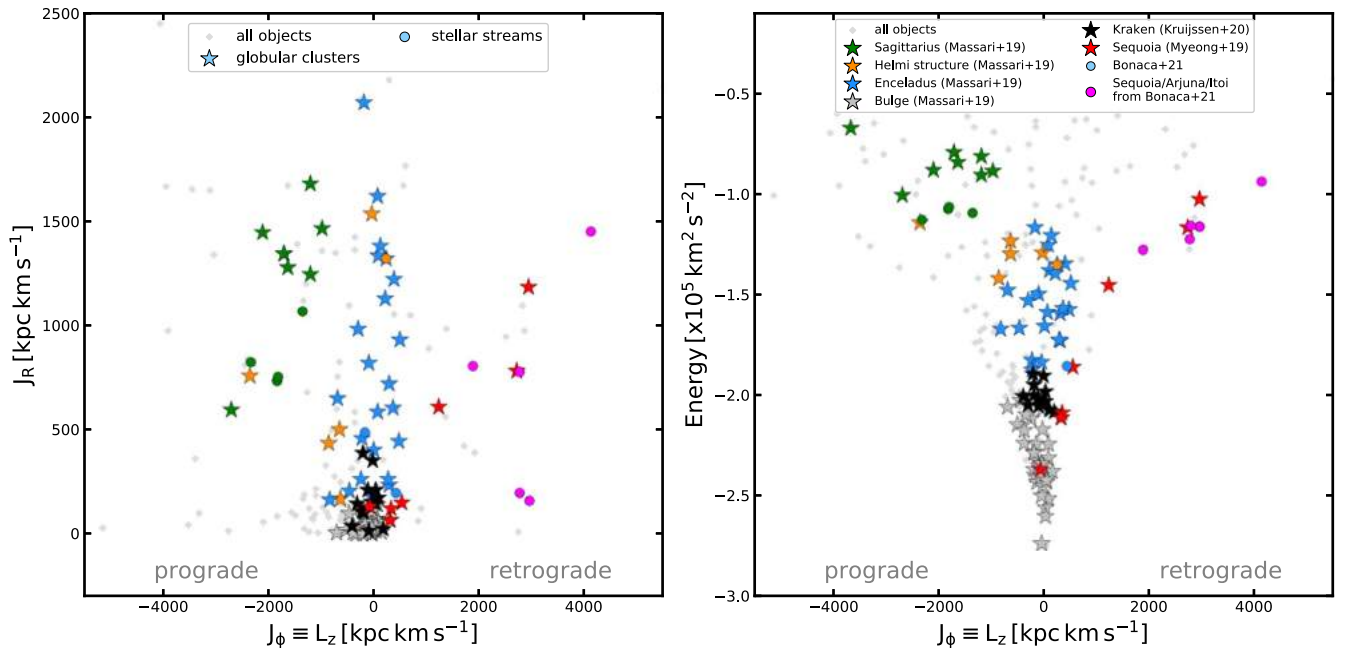 2500
2000
1500
1000
500
0
J_R [kpc km s⁻¹]
all objects
globular clusters
stellar streams
prograde
retrograde
−4000
−2000
0
2000
4000
J_ϕ ≡ L_z [kpc km s⁻¹]
−0.5
−1.0
−1.5
−2.0
−2.5
−3.0
Energy [x10⁵ km² s⁻²]
all objects
Sagittarius (Massari+19)
Helmi structure (Massari+19)
Enceladus (Massari+19)
Bulge (Massari+19)
Kraken (Kruijssen+20)
Sequoia (Myeong+19)
Bonaca+21
Sequoia/Arjuna/Itoi
from Bonaca+21
prograde
retrograde
−4000
−2000
0
2000
4000
J_ϕ ≡ L_z [kpc km s⁻¹]